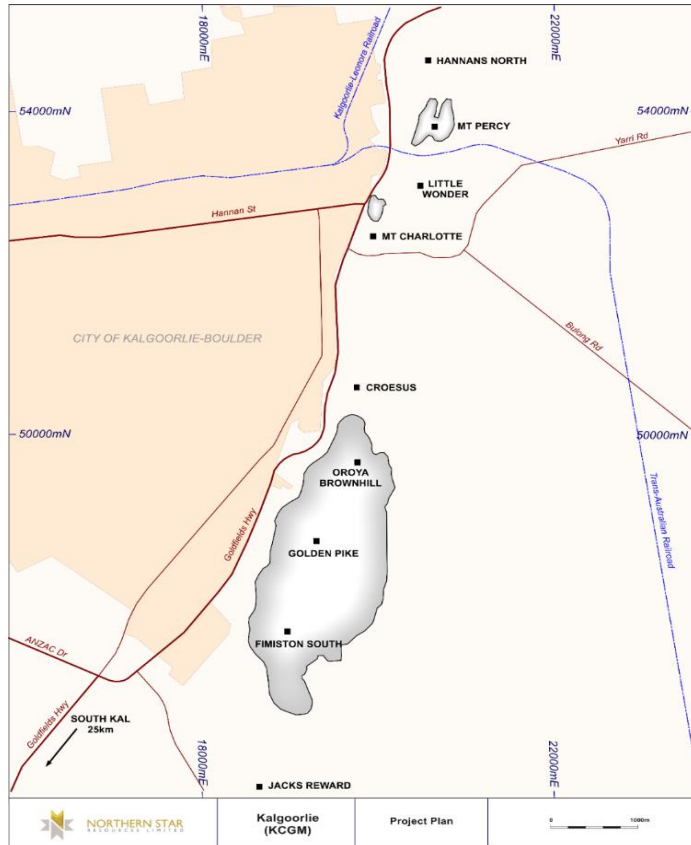 18000mE
22000mE
Kalgoorlie-Leonora Railroad
HANNANS NORTH
54000mN
54000mN
MT PERCY
Yarri Rd
LITTLE
WONDER
Hannan St
MT CHARLOTTE
CITY OF KALGOORLIE-BOULDER
Bulong Rd
CROESUS
50000mN
50000mN
OROYA
BROWNHILL
Trans-Australian Railroad
Goldfields Hwy
GOLDEN PIKE
FIMISTON SOUTH
ANZAC Dr
Goldfields Hwy
SOUTH KAL
25km
18000mE
22000mE
JACKS REWARD
NORTHERN STAR
RESOURCES LIMITED
Kalgoorlie
(KCGM)
Project Plan
0
1000m